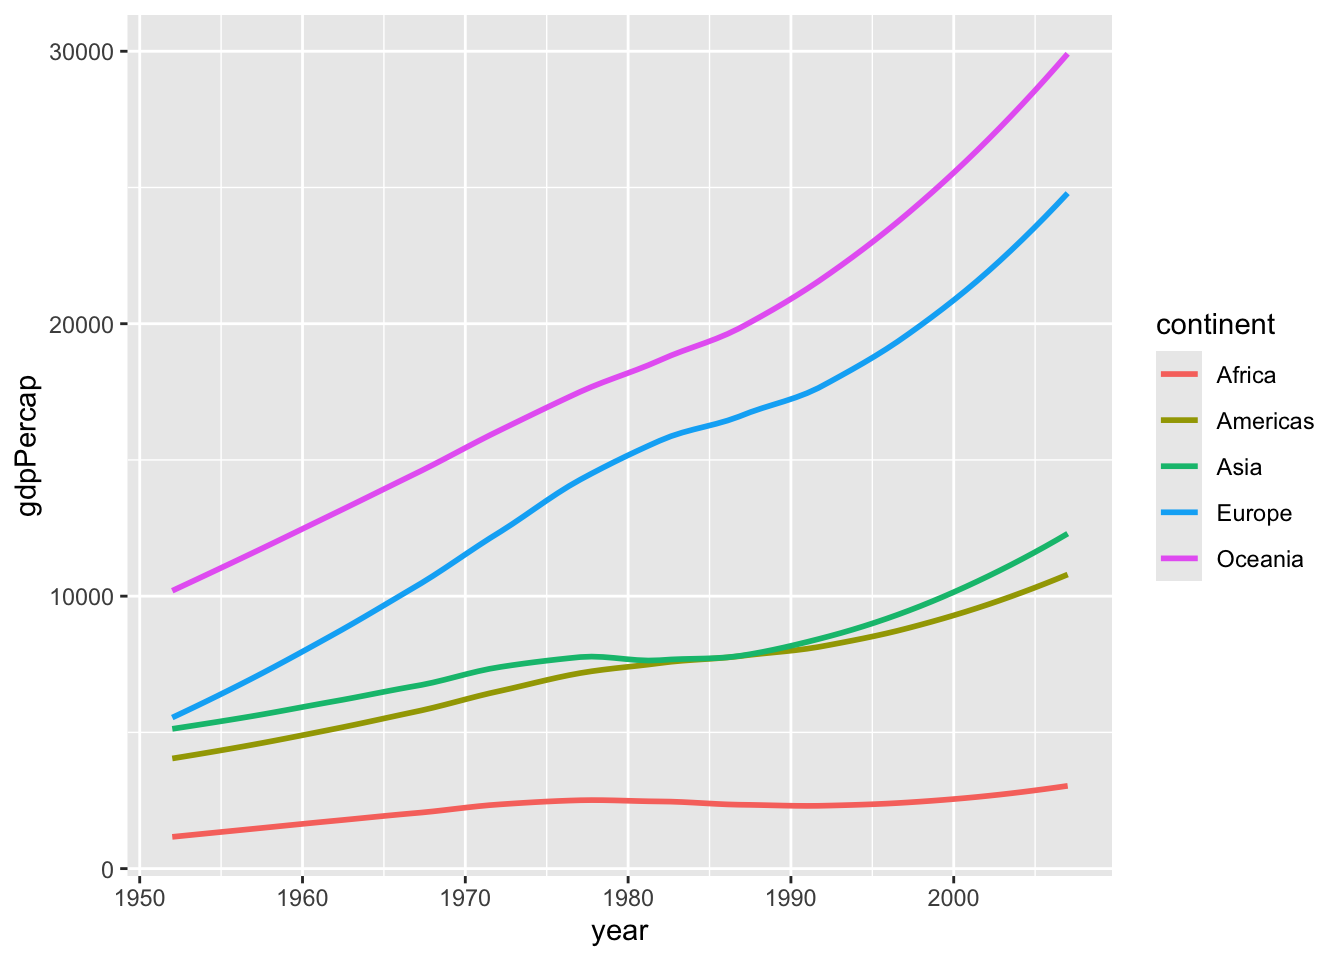 30000
20000
10000
0
gdpPercap
1950 1960 1970 1980 1990 2000
year
continent
Africa
Americas
Asia
Europe
Oceania